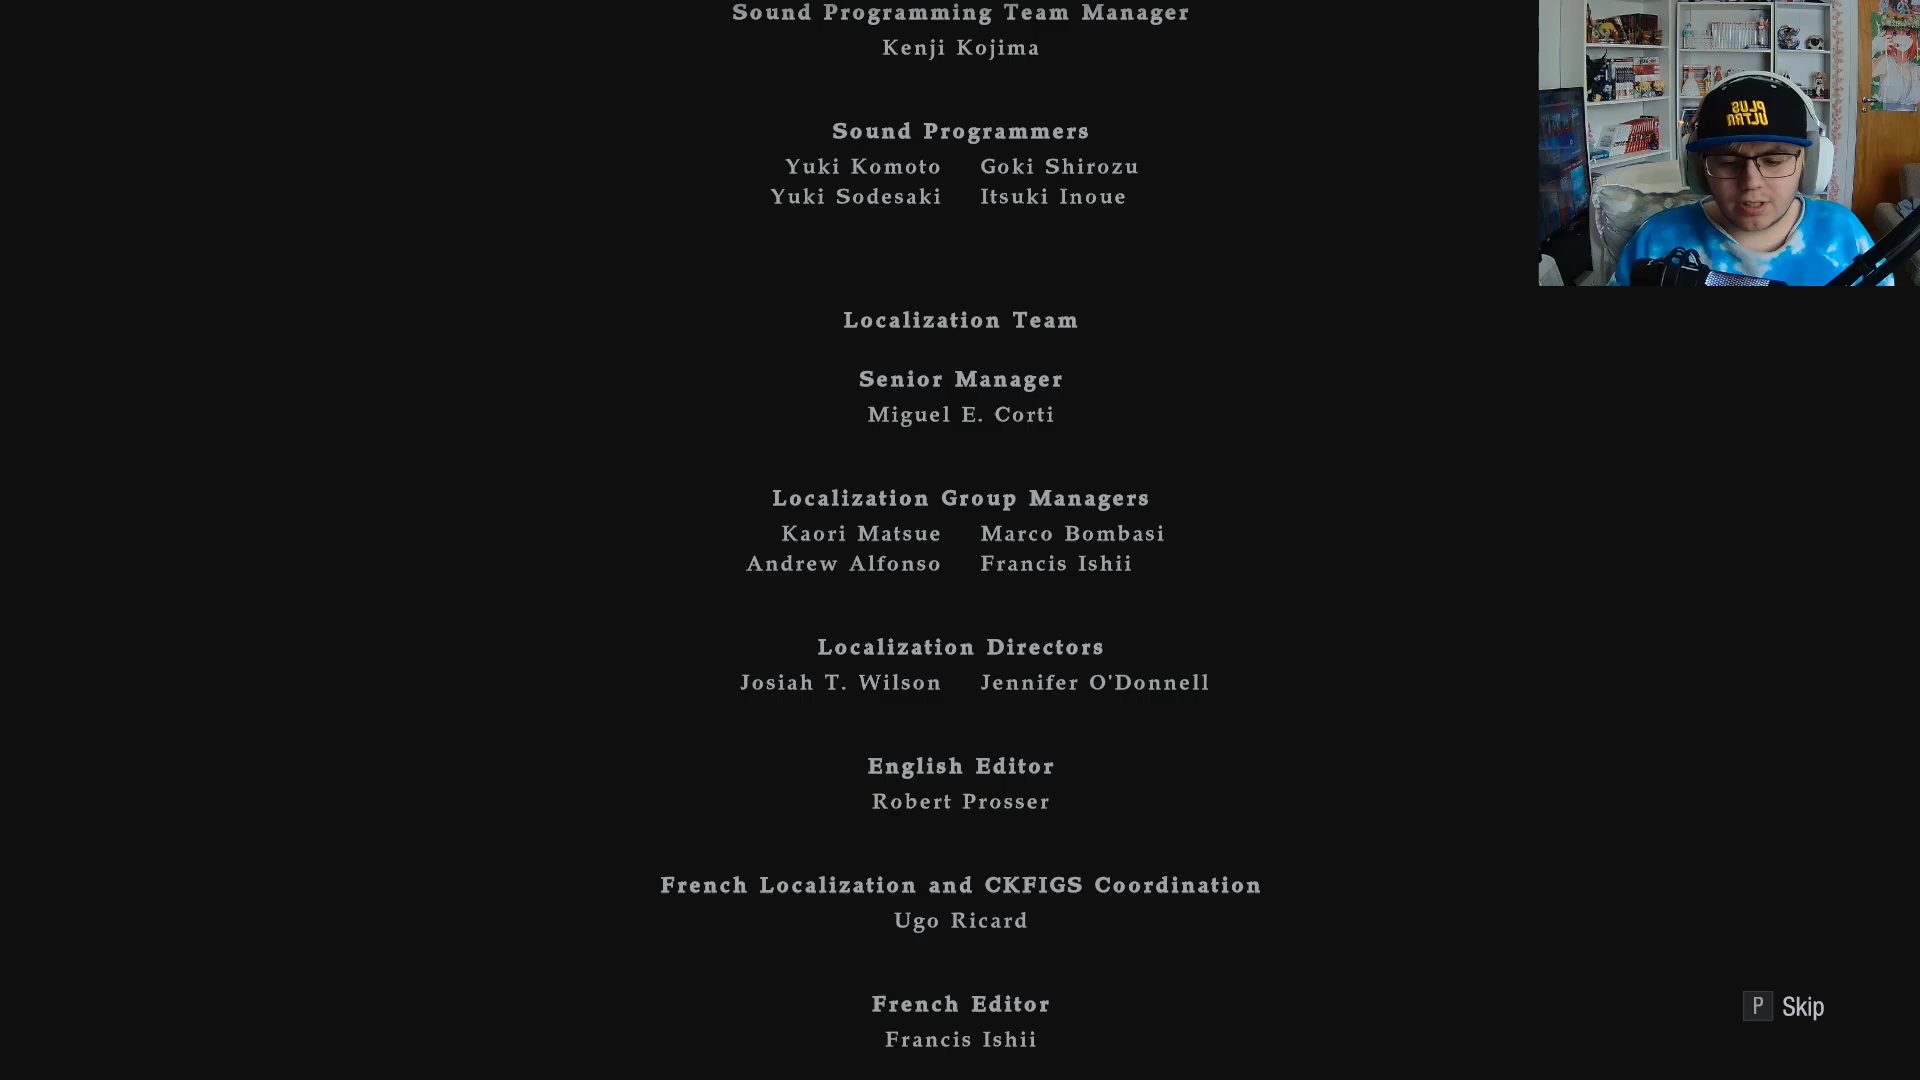 Sound Programming Team Manager
Kenji Kojima
Sound Programmers
Yuki Komoto Goki Shirozu
Yuki Sodesaki Itsuki Inoue
Localization Team
Senior Manager
Miguel E. Corti
Localization Group Managers
Kaori Matsue Marco Bombasi
Andrew Alfonso Francis Ishii
Localization Directors
Josiah T. Wilson Jennifer O'Donnell
English Editor
Robert Prosser
French Localization and CKFIGS Coordination
Ugo Ricard
French Editor
Francis Ishii
P Skip
PLUS
ULTRA